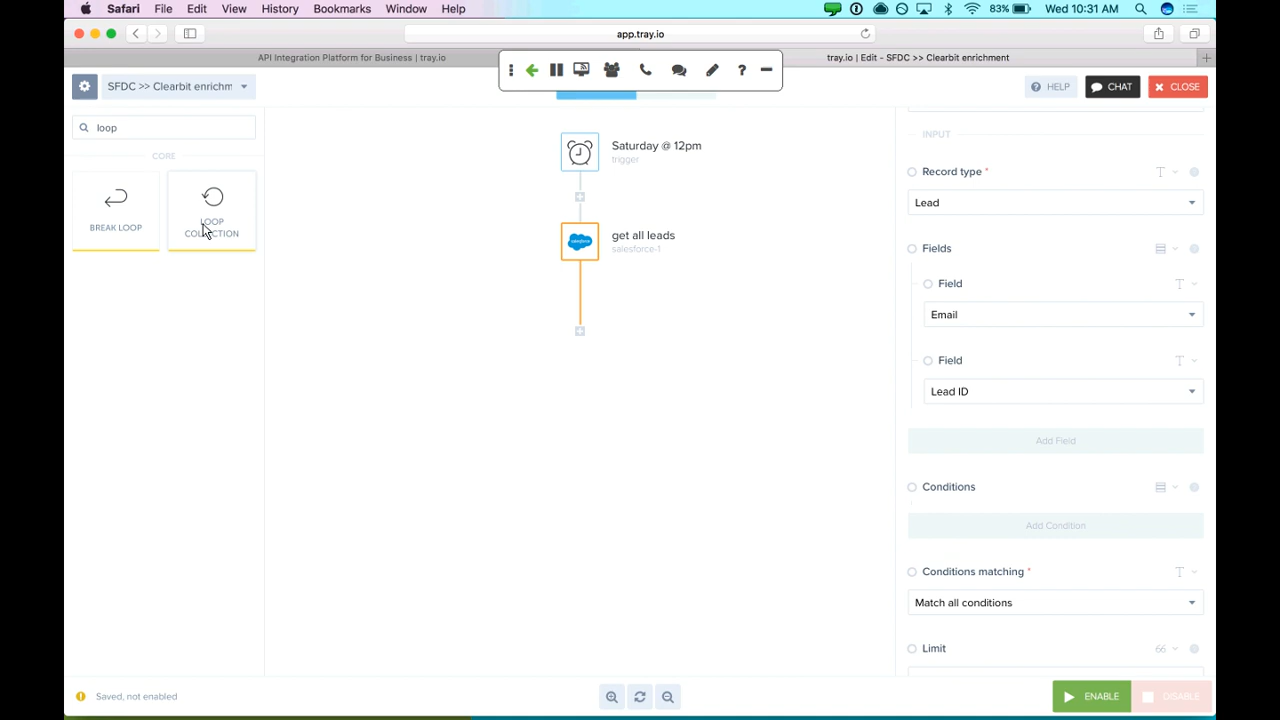 Safari File Edit View History Bookmarks Window Help 83% Wed 10:31 AM
app.tray.io
API Integration Platform for Business | tray.io
tray.io | Edit - SFDC >> Clearbit enrichment
SFDC >> Clearbit enrichm
HELP
CHAT
CLOSE
loop
CORE
BREAK LOOP
LOOP COLLECTION
Saturday @ 12pm
trigger
salesforce
get all leads
salesforce-1
INPUT
Record type *
Lead
Fields
Field
Email
Field
Lead ID
Add Field
Conditions
Add Condition
Conditions matching *
Match all conditions
Limit
66
Saved, not enabled
ENABLE
DISABLE